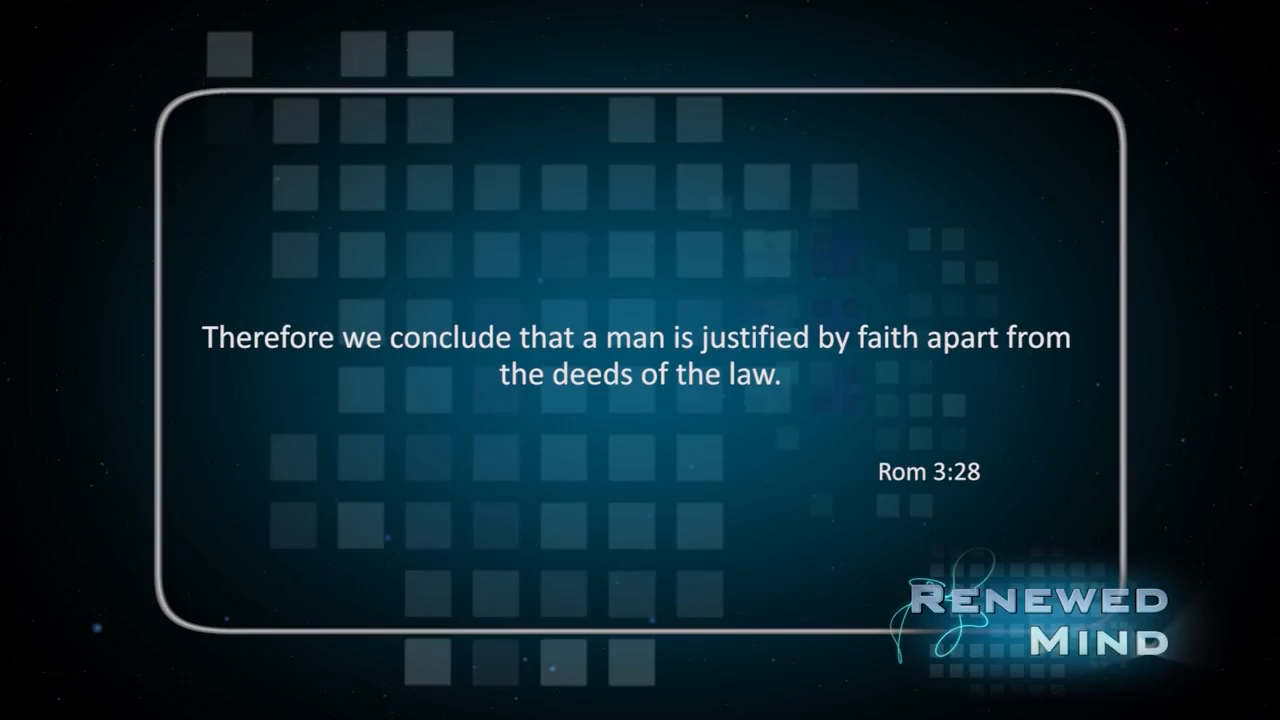 Therefore we conclude that a man is justified by faith apart from
the deeds of the law.
Rom 3:28
Renewed
Mind